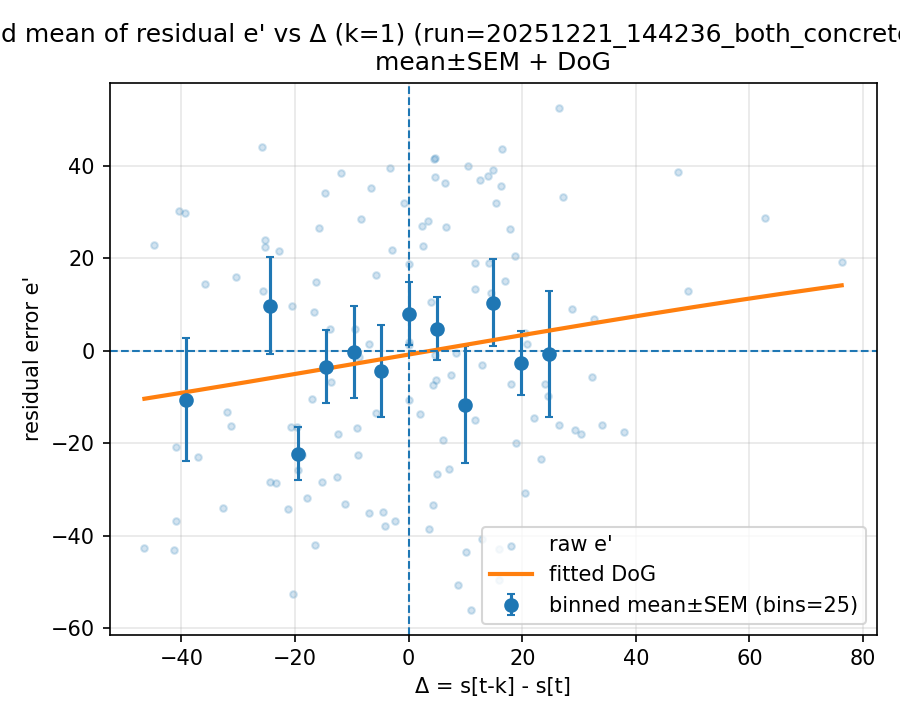 d mean of residual e' vs Δ (k=1) (run=20251221_144236_both_concrete
mean±SEM + DoG
residual error e'
40
20
0
−20
−40
−60
raw e'
fitted DoG
binned mean±SEM (bins=25)
−40
−20
0
20
40
60
80
Δ = s[t-k] - s[t]